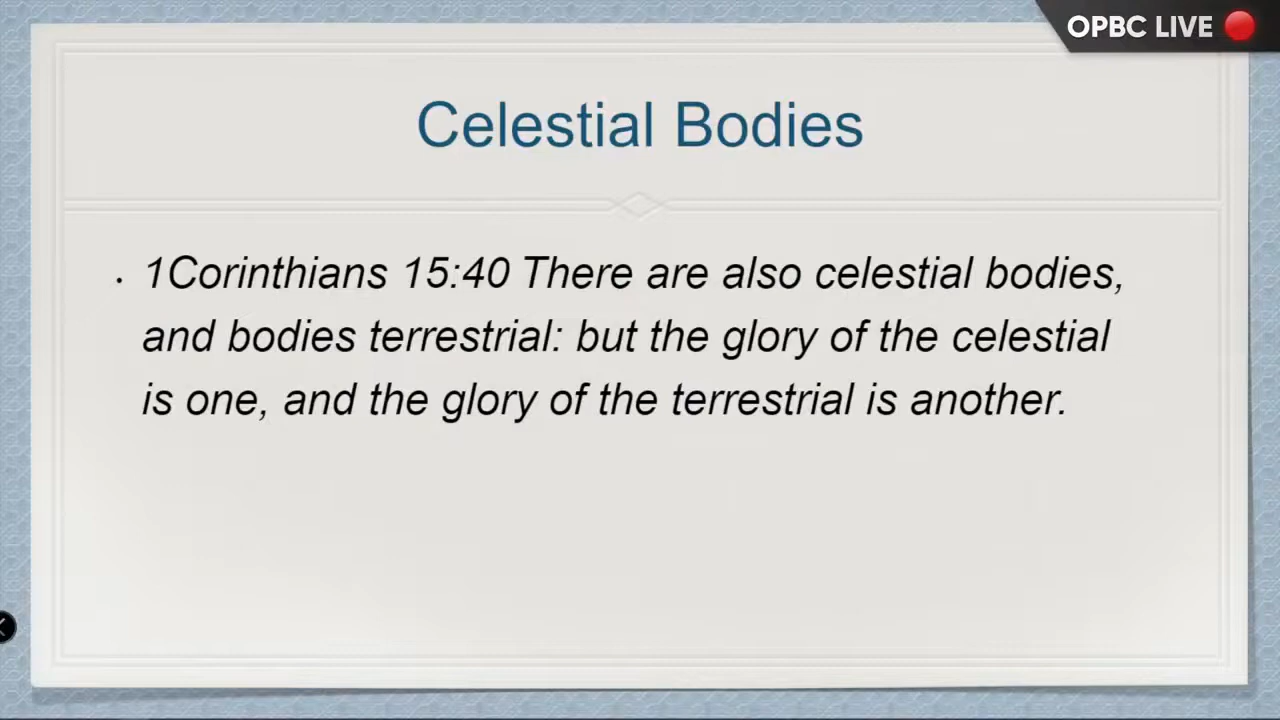 OPBC LIVE
Celestial Bodies
• 1Corinthians 15:40 There are also celestial bodies,
and bodies terrestrial: but the glory of the celestial
is one, and the glory of the terrestrial is another.